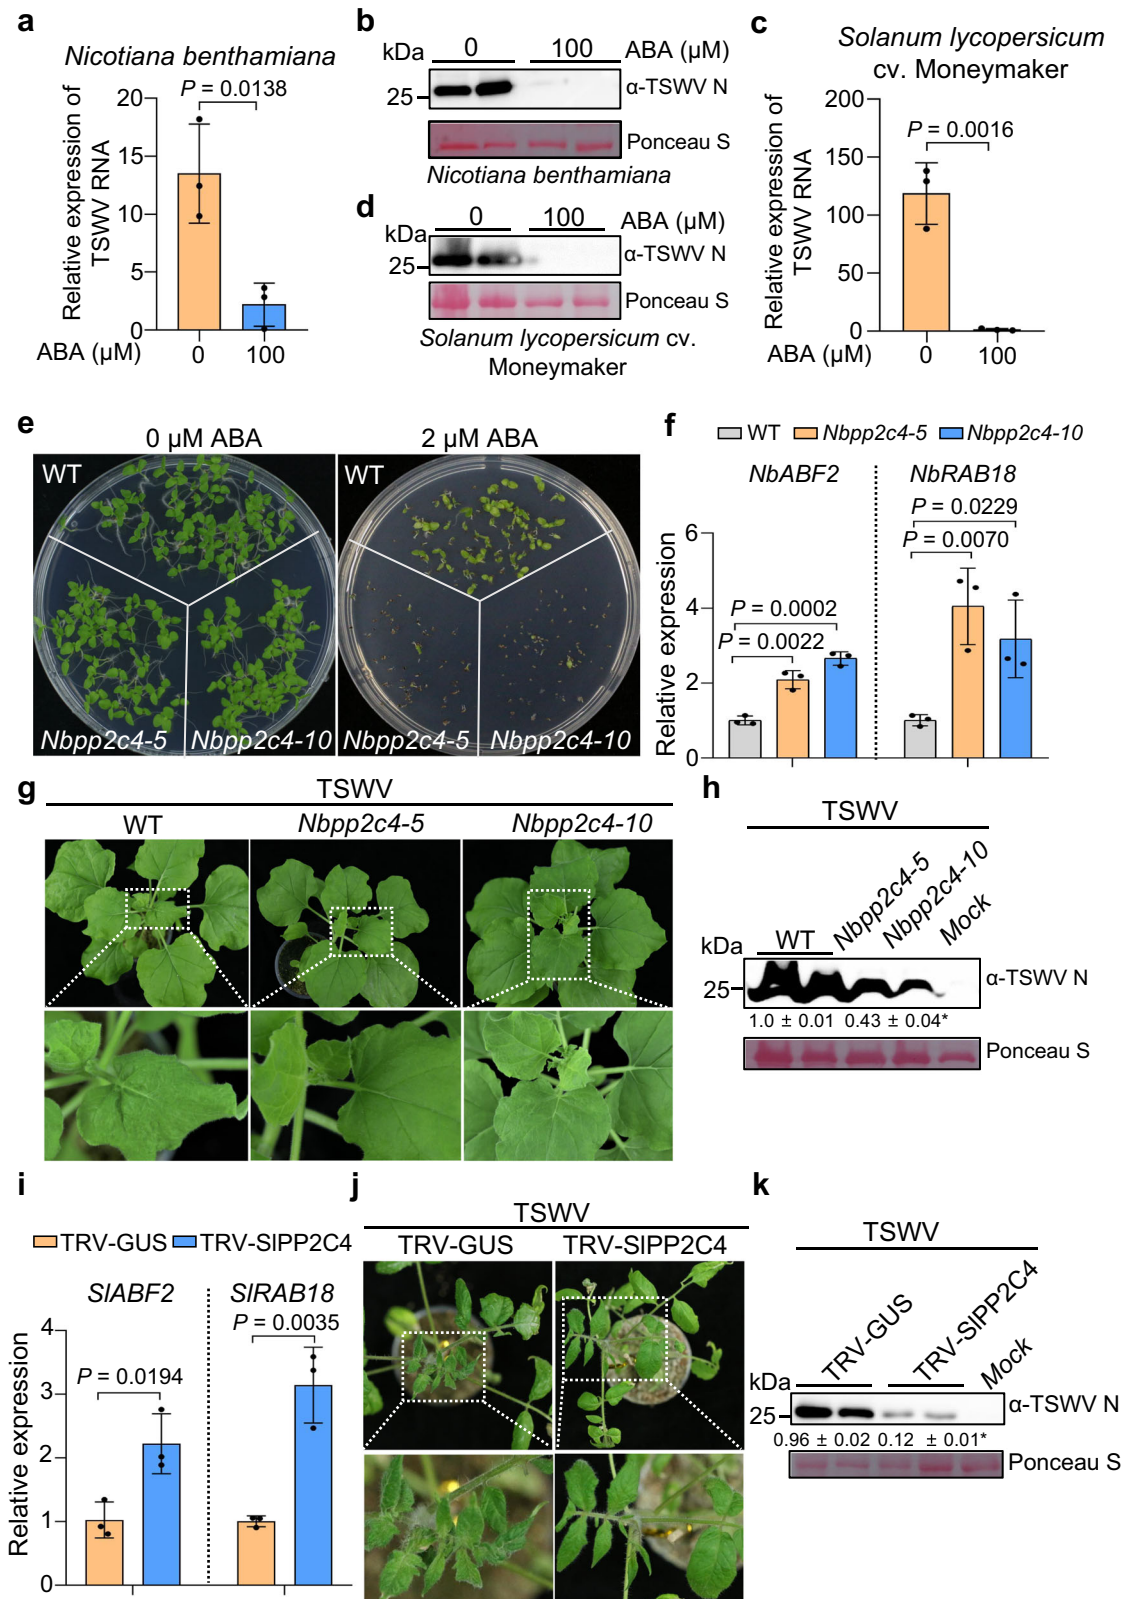 a
Nicotiana benthamiana
Relative expression of
TSWV RNA
20
15
10
5
0
P = 0.0138
ABA (μM)
0
100
b
kDa
0
100
ABA (μM)
25
α-TSWV N
Ponceau S
Nicotiana benthamiana
c
Solanum lycopersicum
cv. Moneymaker
Relative expression of
TSWV RNA
200
150
100
50
0
P = 0.0016
ABA (μM)
0
100
d
kDa
0
100
ABA (μM)
25
α-TSWV N
Ponceau S
Solanum lycopersicum cv.
Moneymaker
e
0 μM ABA
2 μM ABA
WT
WT
Nbpp2c4-5
Nbpp2c4-10
Nbpp2c4-5
Nbpp2c4-10
f
WT
Nbpp2c4-5
Nbpp2c4-10
NbABF2
NbRAB18
Relative expression
6
4
2
0
P = 0.0002
P = 0.0022
P = 0.0229
P = 0.0070
g
TSWV
WT
Nbpp2c4-5
Nbpp2c4-10
h
TSWV
kDa
WT
Nbpp2c4-5
Nbpp2c4-10
Mock
25
α-TSWV N
1.0 ± 0.01 0.43 ± 0.04*
Ponceau S
i
TRV-GUS
TRV-SlPP2C4
SlABF2
SlRAB18
Relative expression
4
3
2
1
0
P = 0.0194
P = 0.0035
j
TSWV
TRV-GUS
TRV-SlPP2C4
k
TSWV
kDa
TRV-GUS
TRV-SlPP2C4
Mock
25
α-TSWV N
0.96 ± 0.02 0.12 ± 0.01*
Ponceau S